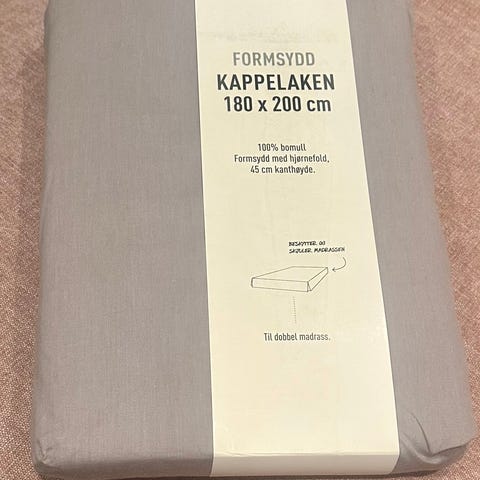 FORMSYDD
KAPPELAKEN
180 x 200 cm
100% bomull
Formsydd med hjørnefold,
45 cm kanthøyde.
BESKYTTER OG
SKJULER MADRASSEN
Til dobbel madrass.